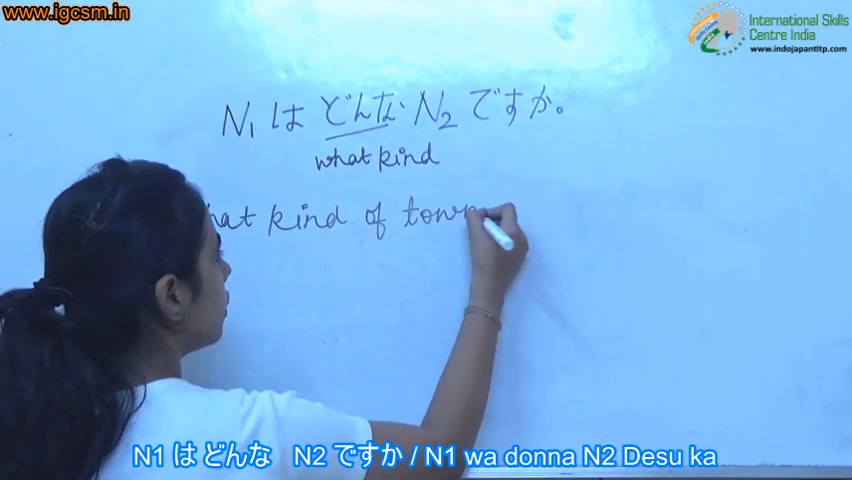 www.igcsm.in
International Skills
Centre India
www.indojapantitp.com
N1 は どんな N2 ですか。
what kind
hat kind of town
N1 は どんな N2 ですか / N1 wa donna N2 Desu ka